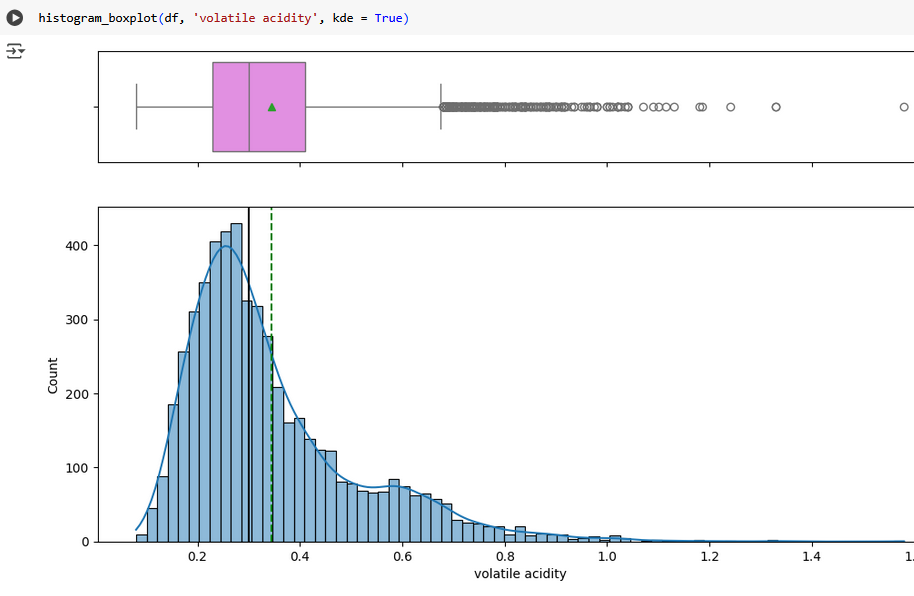 histogram_boxplot(df, 'volatile acidity', kde = True)
400
300
200
100
0
Count
0.2 0.4 0.6 0.8 1.0 1.2 1.4
volatile acidity